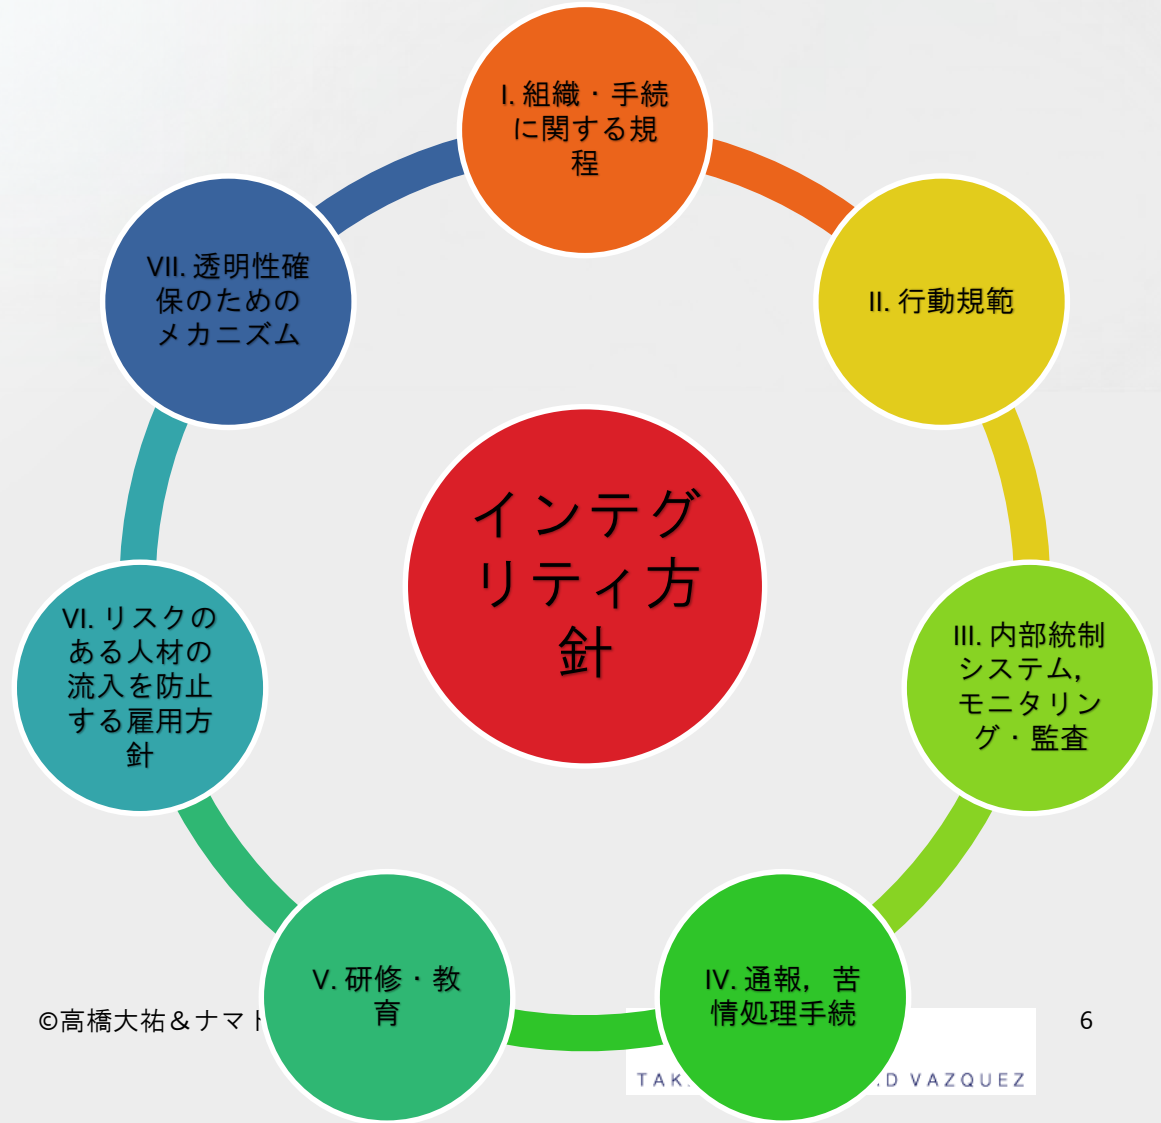 I. 組織・手続
に関する規
程
II. 行動規範
III. 内部統制
システム，
モニタリン
グ・監査
IV. 通報，苦
情処理手続
V. 研修・教
育
VI. リスクの
ある人材の
流入を防止
する雇用方
針
VII. 透明性確
保のための
メカニズム
インテグ
リティ方
針
©高橋大祐＆ナマト
6
TAK
D VAZQUEZ